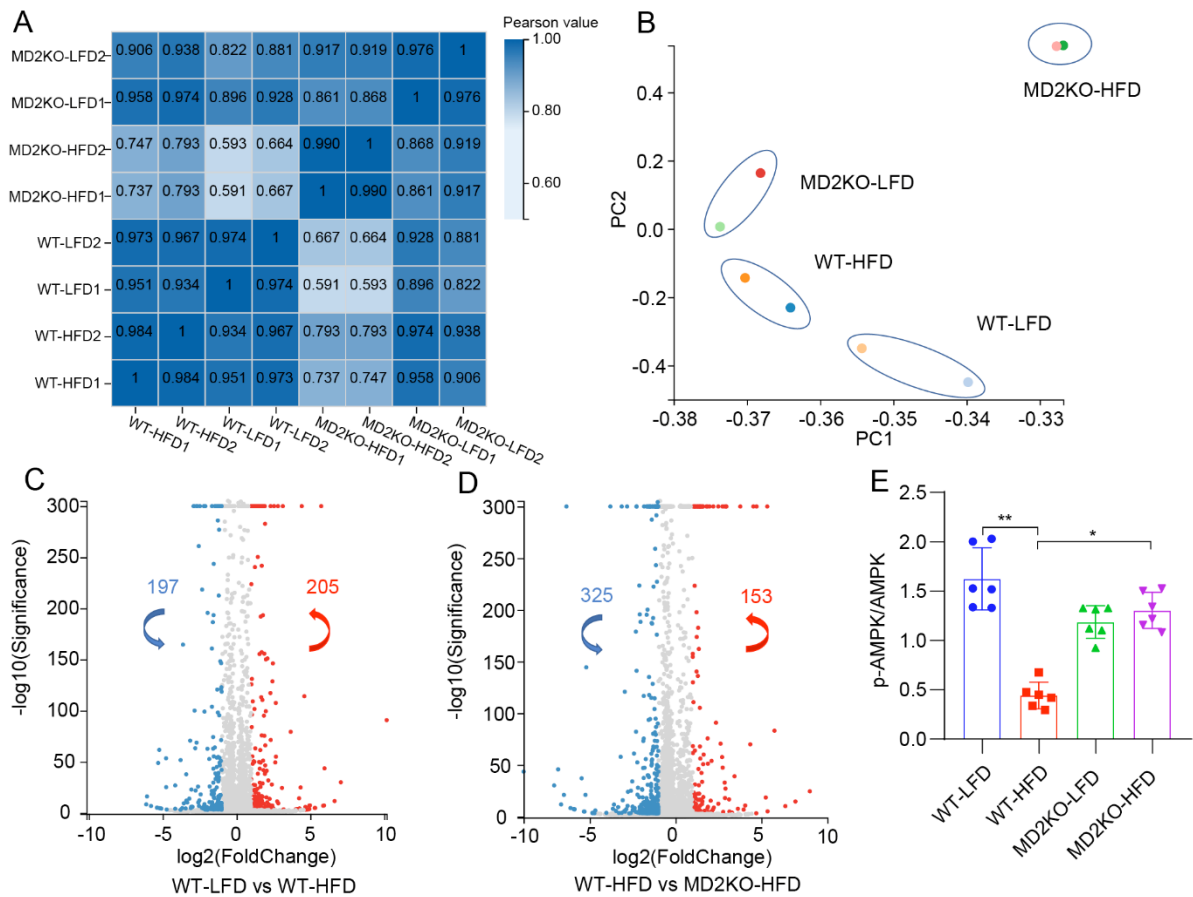 A
Pearson value
MD2KO-LFD2 0.906 0.938 0.822 0.881 0.917 0.919 0.976 1
MD2KO-LFD1 0.958 0.974 0.896 0.928 0.861 0.868 1 0.976
MD2KO-HFD2 0.747 0.793 0.593 0.664 0.990 1 0.868 0.919
MD2KO-HFD1 0.737 0.793 0.591 0.667 1 0.990 0.861 0.917
WT-LFD2 0.973 0.967 0.974 1 0.667 0.664 0.928 0.881
WT-LFD1 0.951 0.934 1 0.974 0.591 0.593 0.896 0.822
WT-HFD2 0.984 1 0.934 0.967 0.793 0.793 0.974 0.938
WT-HFD1 1 0.984 0.951 0.973 0.737 0.747 0.958 0.906
WT-HFD1 WT-HFD2 WT-LFD1 WT-LFD2 MD2KO-HFD1 MD2KO-HFD2 MD2KO-LFD1 MD2KO-LFD2
1.00
0.80
0.60
B
PC2
0.4
0.2
0.0
-0.2
-0.4
MD2KO-HFD
MD2KO-LFD
WT-HFD
WT-LFD
-0.38 -0.37 -0.36 -0.35 -0.34 -0.33
PC1
C
-log10(Significance)
300
250
200
150
100
50
0
197
205
-10 -5 0 5 10
log2(FoldChange)
WT-LFD vs WT-HFD
D
-log10(Significance)
300
250
200
150
100
50
0
325
153
-10 -5 0 5 10
log2(FoldChange)
WT-HFD vs MD2KO-HFD
E
p-AMPK/AMPK
2.5
2.0
1.5
1.0
0.5
0.0
**
*
WT-LFD
WT-HFD
MD2KO-LFD
MD2KO-HFD